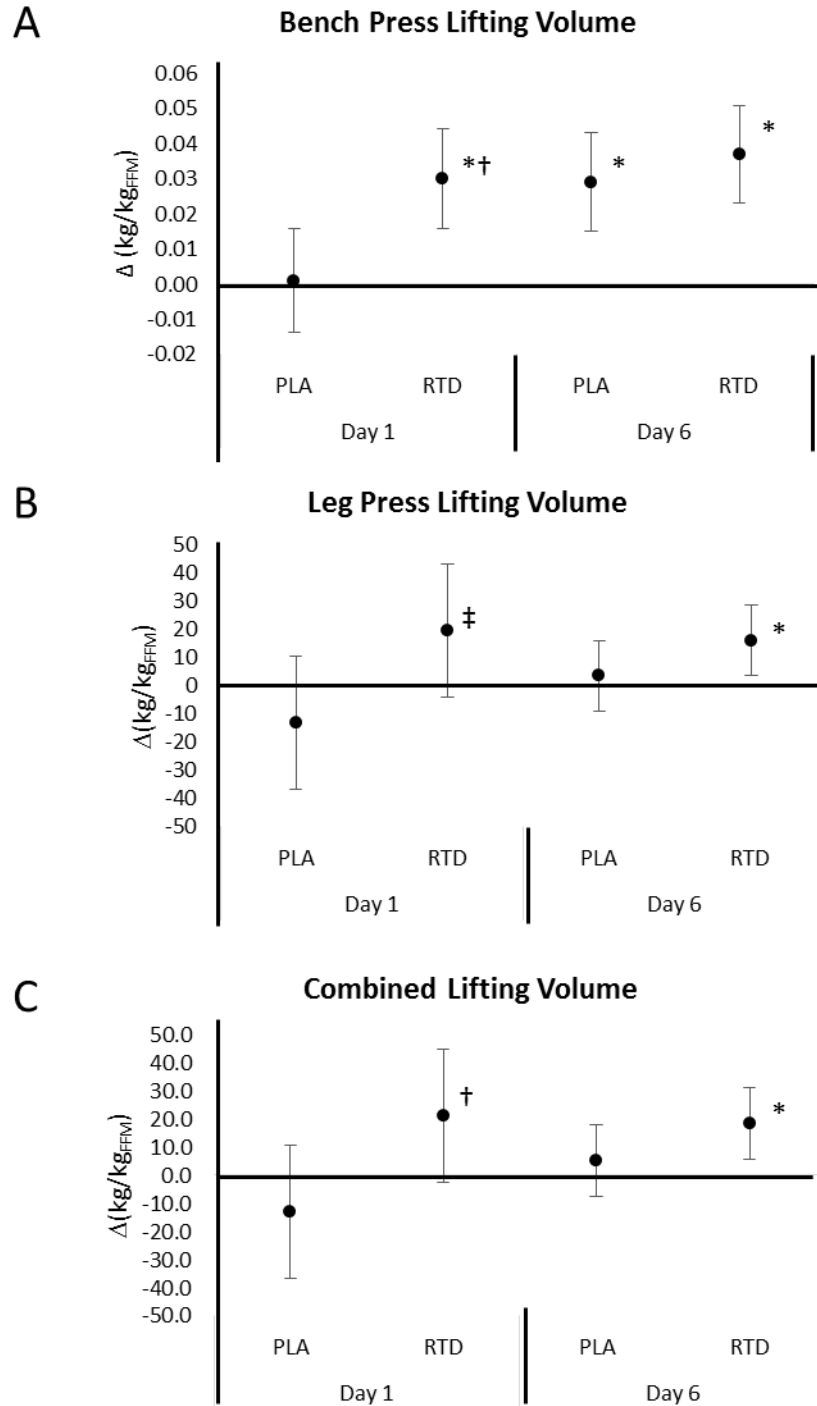 A
Bench Press Lifting Volume
Δ (kg/kgFFM)
0.06
0.05
0.04
0.03
0.02
0.01
0.00
-0.01
-0.02
*†
*
*
PLA RTD PLA RTD
Day 1 Day 6
B
Leg Press Lifting Volume
Δ(kg/kgFFM)
50
40
30
20
10
0
-10
-20
-30
-40
-50
‡
*
PLA RTD PLA RTD
Day 1 Day 6
C
Combined Lifting Volume
Δ(kg/kgFFM)
50.0
40.0
30.0
20.0
10.0
0.0
-10.0
-20.0
-30.0
-40.0
-50.0
†
*
PLA RTD PLA RTD
Day 1 Day 6